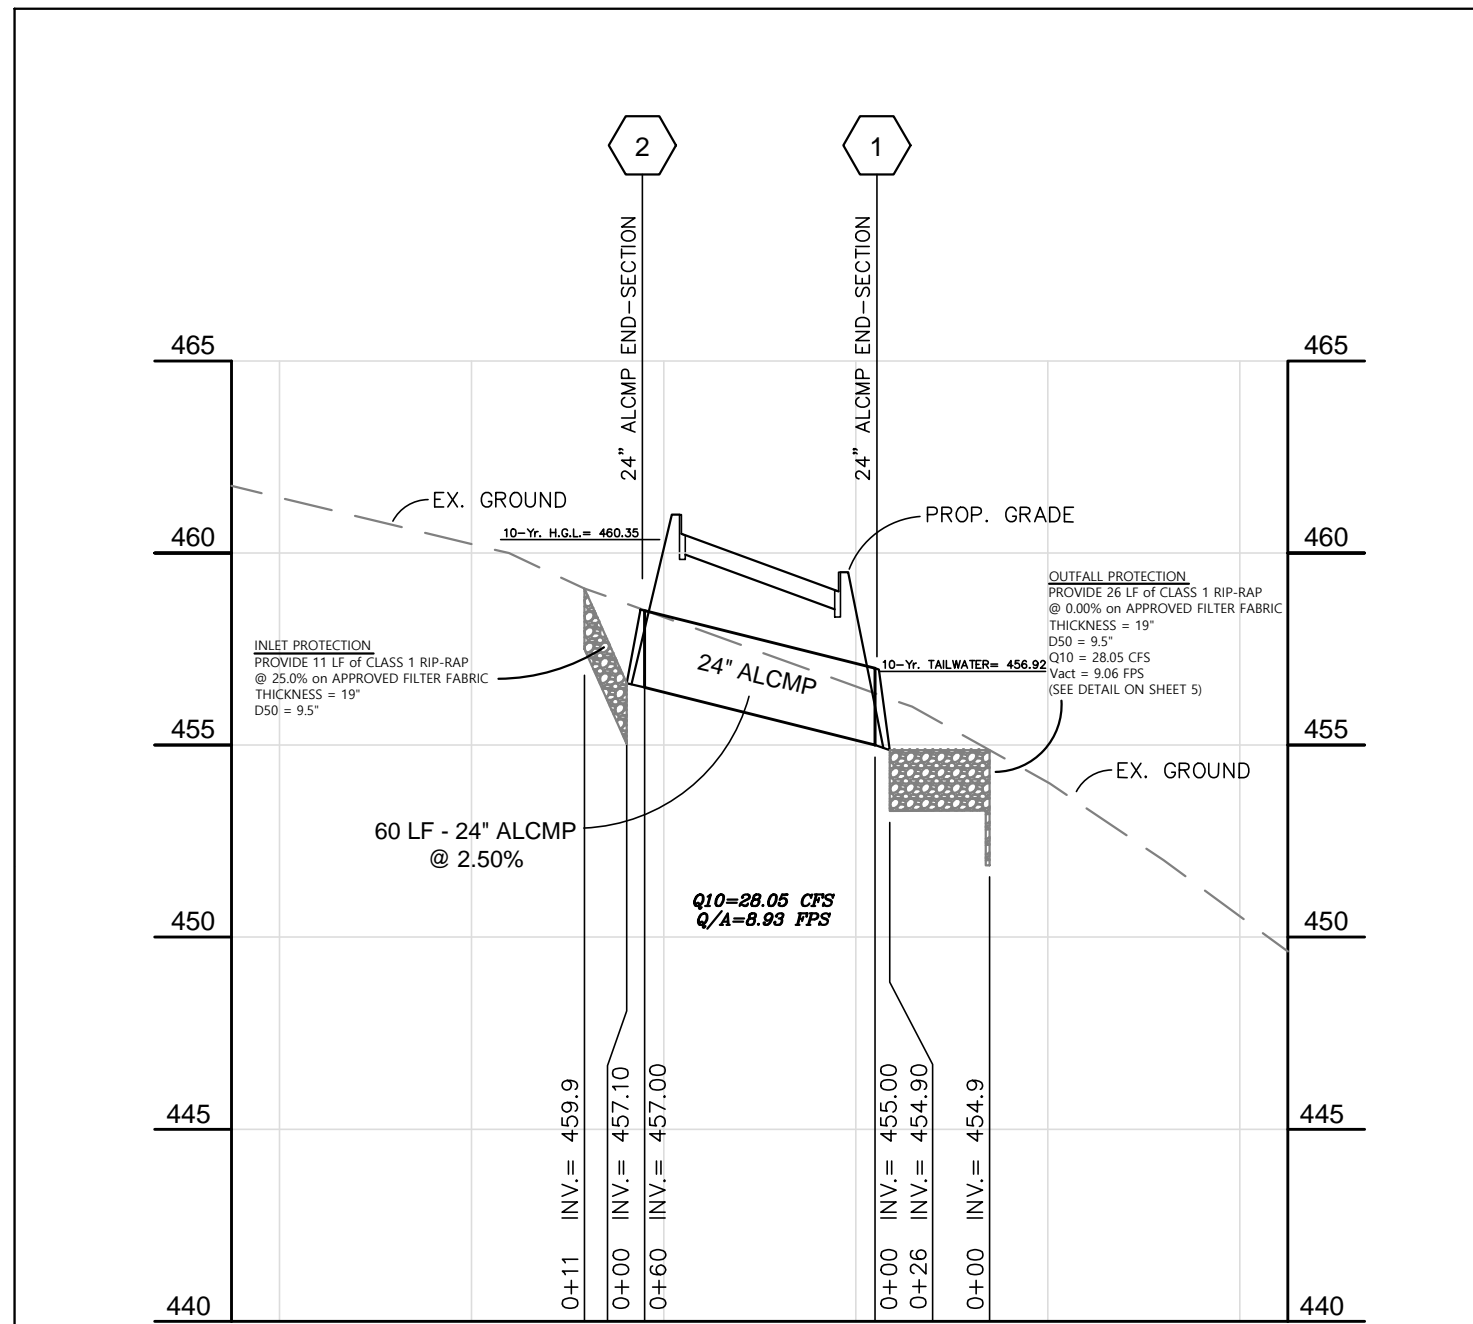 2
1
24" ALCMP END-SECTION
24" ALCMP END-SECTION
465
465
EX. GROUND
PROP. GRADE
10-Yr. H.G.L.= 460.35
460
460
OUTFALL PROTECTION
PROVIDE 26 LF of CLASS 1 RIP-RAP
@ 0.00% on APPROVED FILTER FABRIC
THICKNESS = 19"
D50 = 9.5"
Q10 = 28.05 CFS
Vact = 9.06 FPS
(SEE DETAIL ON SHEET 5)
INLET PROTECTION
PROVIDE 11 LF of CLASS 1 RIP-RAP
@ 25.0% on APPROVED FILTER FABRIC
THICKNESS = 19"
D50 = 9.5"
24" ALCMP
10-Yr. TAILWATER= 456.92
455
455
EX. GROUND
60 LF - 24" ALCMP
@ 2.50%
Q10=28.05 CFS
Q/A=8.93 FPS
450
450
445
445
0+11 INV.= 459.9
0+00 INV.= 457.10
0+60 INV.= 457.00
0+00 INV.= 455.00
0+26 INV.= 454.90
0+00 INV.= 454.9
440
440